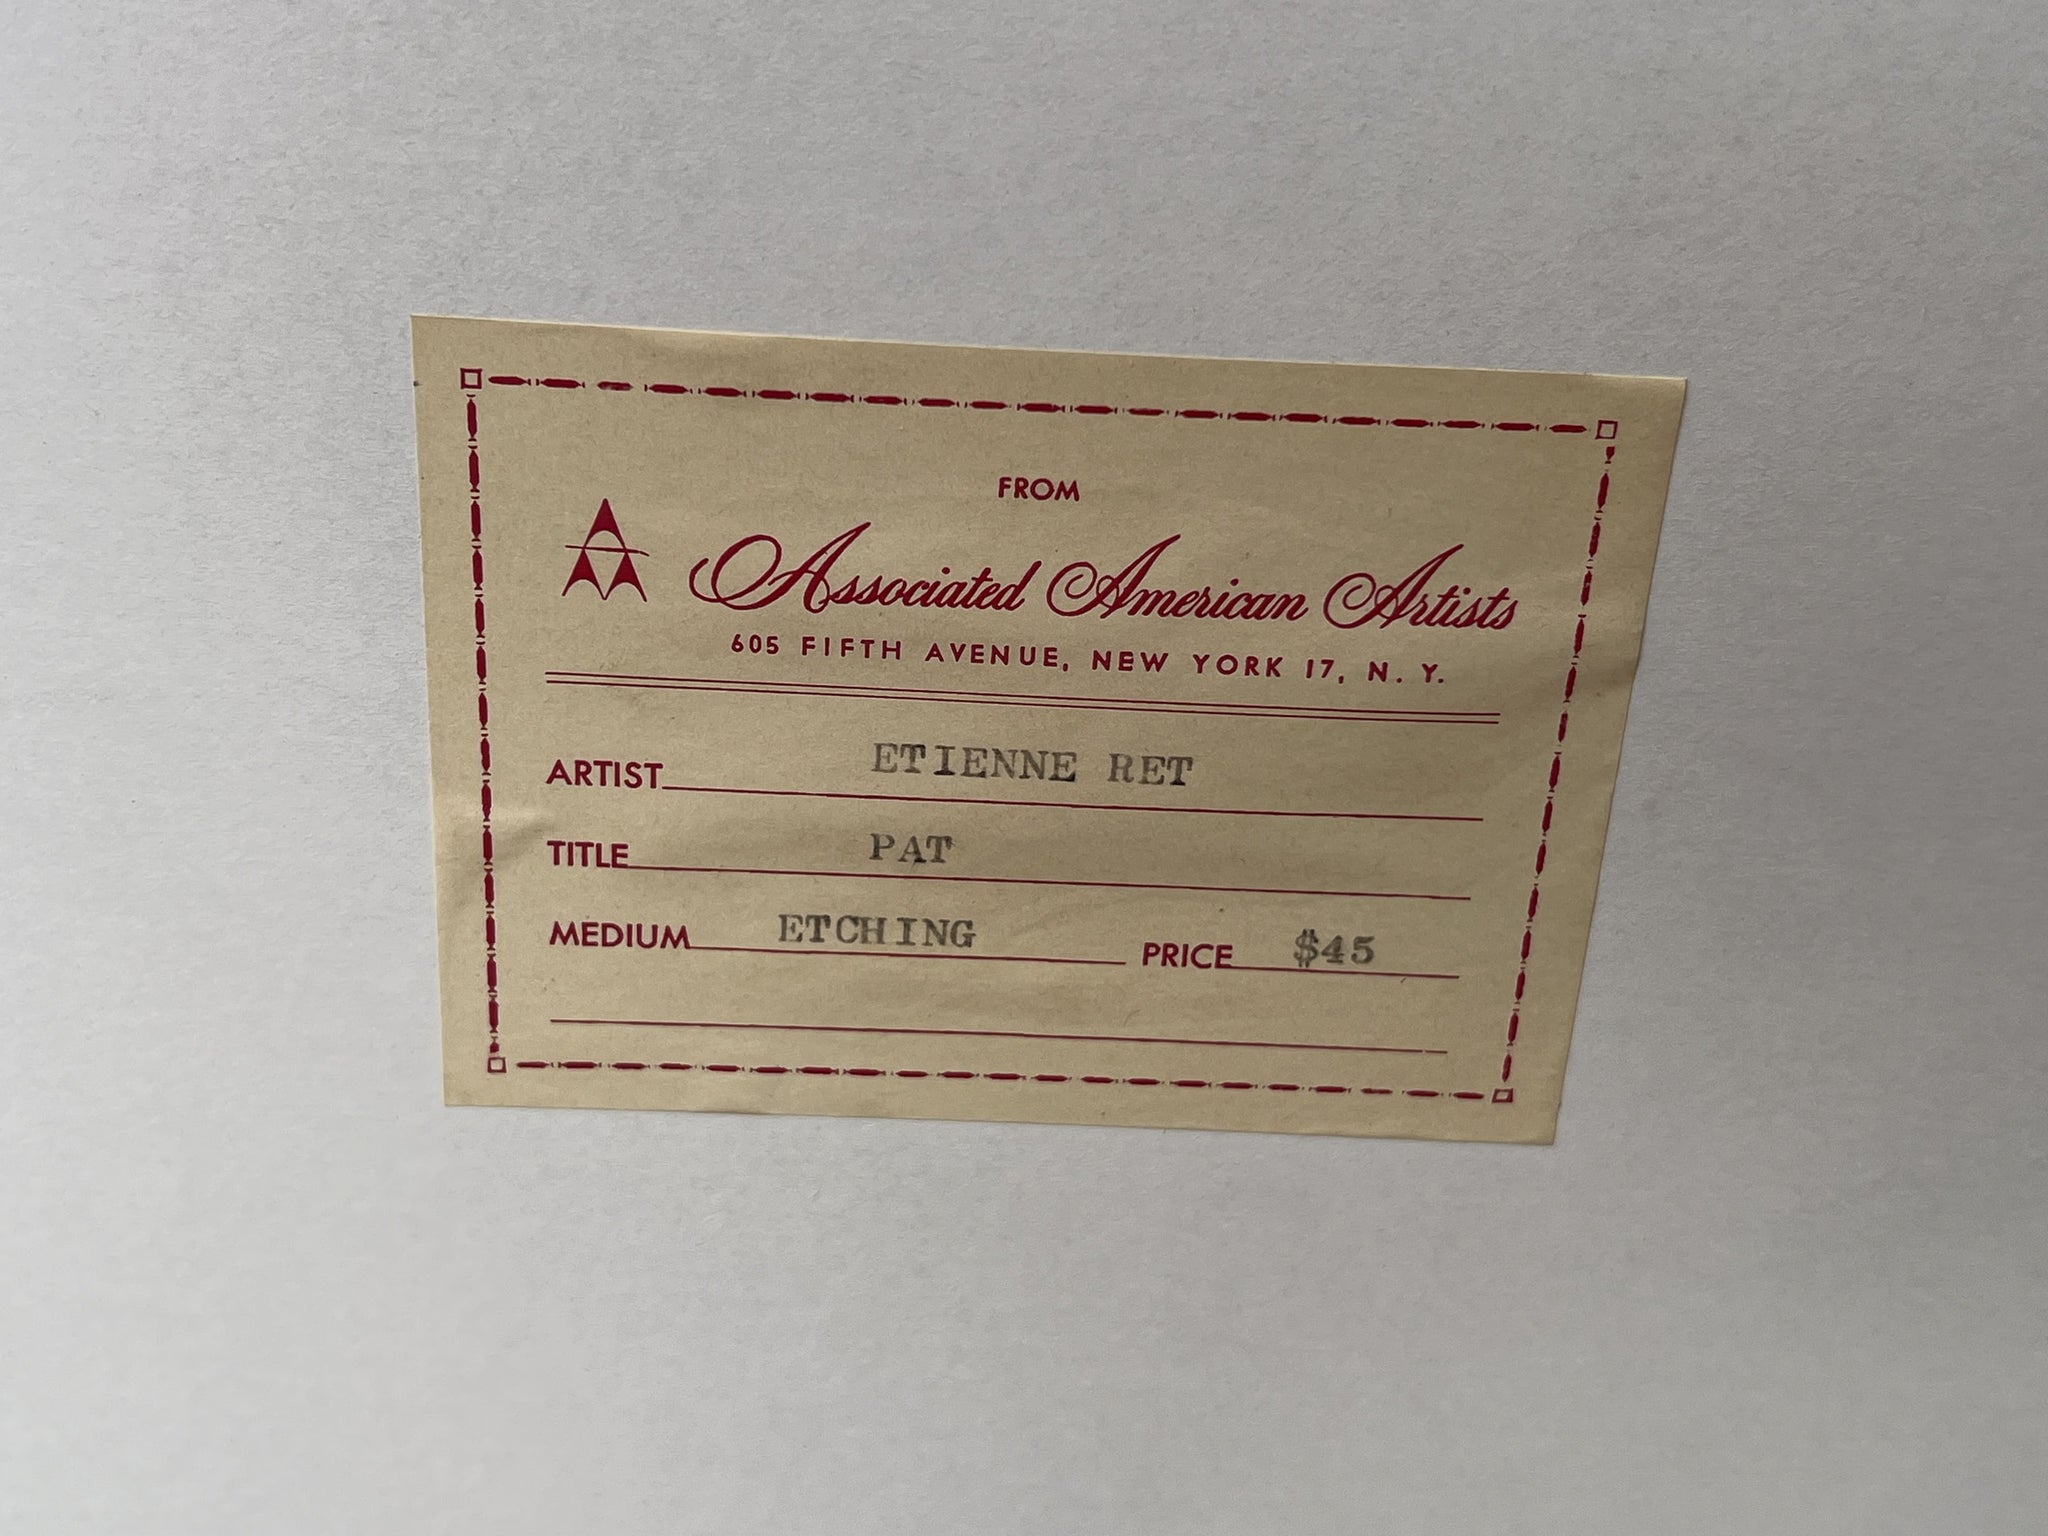 FROM
Associated American Artists
605 FIFTH AVENUE, NEW YORK 17, N. Y.
ARTIST ETIENNE RET
TITLE PAT
MEDIUM ETCHING PRICE $45